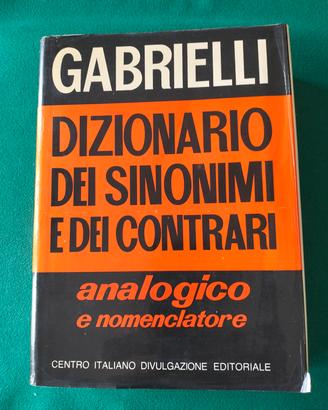 GABRIELLI
DIZIONARIO
DEI SINONIMI
E DEI CONTRARI
analogico
e nomenclatore
CENTRO ITALIANO DIVULGAZIONE EDITORIALE